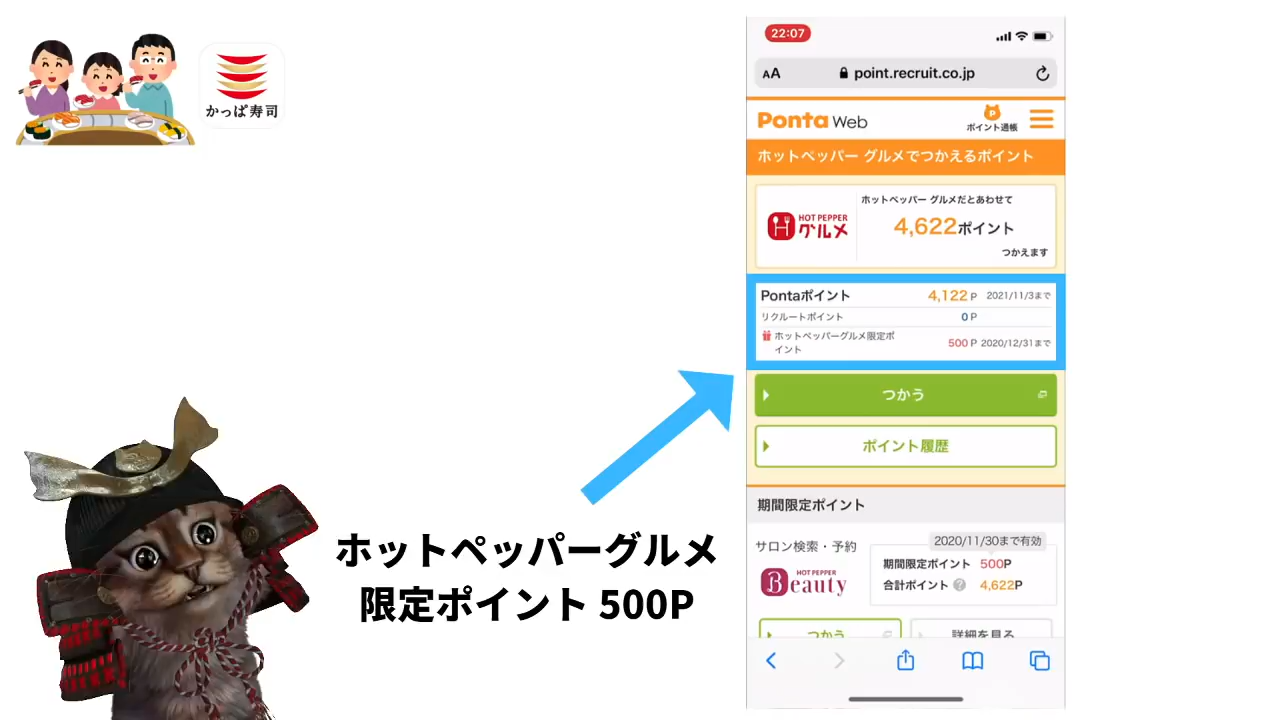 かっぱ寿司
22:07
AA
point.recruit.co.jp
Ponta Web
ポイント通帳
ホットペッパー グルメでつかえるポイント
HOT PEPPER
グルメ
ホットペッパー グルメだとあわせて
4,622ポイント
つかえます
Pontaポイント 4,122 P 2021/11/3まで
リクルートポイント 0 P
ホットペッパーグルメ限定ポ
イント 500 P 2020/12/31まで
つかう
ポイント履歴
期間限定ポイント
サロン検索・予約
2020/11/30まで有効
HOT PEPPER
Beauty
期間限定ポイント 500P
合計ポイント ? 4,622P
つかう
詳細を見る
ホットペッパーグルメ
限定ポイント 500P